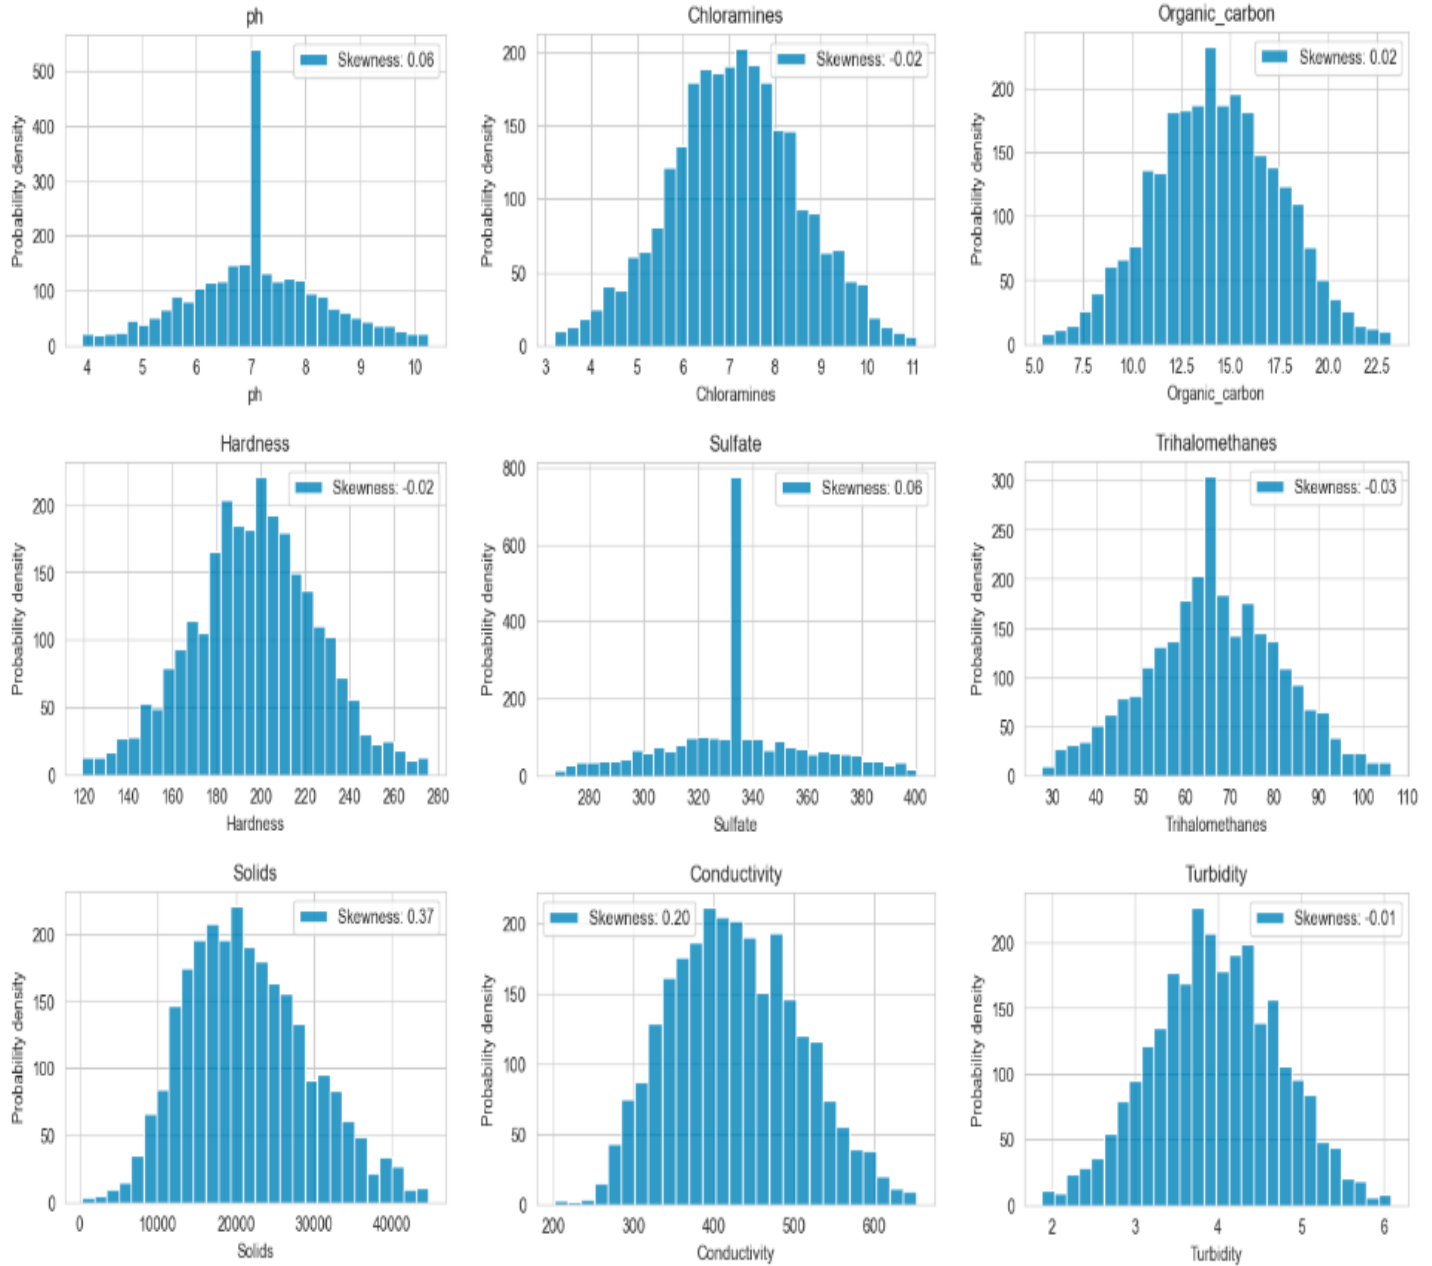 ph
Skewness: 0.06
Probability density
500
400
300
200
100
0
4 5 6 7 8 9 10
ph
Chloramines
Skewness: -0.02
Probability density
200
150
100
50
0
3 4 5 6 7 8 9 10 11
Chloramines
Organic_carbon
Skewness: 0.02
Probability density
200
150
100
50
0
5.0 7.5 10.0 12.5 15.0 17.5 20.0 22.5
Organic_carbon
Hardness
Skewness: -0.02
Probability density
200
150
100
50
0
120 140 160 180 200 220 240 260 280
Hardness
Sulfate
Skewness: 0.06
Probability density
800
600
400
200
0
280 300 320 340 360 380 400
Sulfate
Trihalomethanes
Skewness: -0.03
Probability density
300
250
200
150
100
50
0
30 40 50 60 70 80 90 100 110
Trihalomethanes
Solids
Skewness: 0.37
Probability density
200
150
100
50
0
0 10000 20000 30000 40000
Solids
Conductivity
Skewness: 0.20
Probability density
200
150
100
50
0
200 300 400 500 600
Conductivity
Turbidity
Skewness: -0.01
Probability density
200
150
100
50
0
2 3 4 5 6
Turbidity